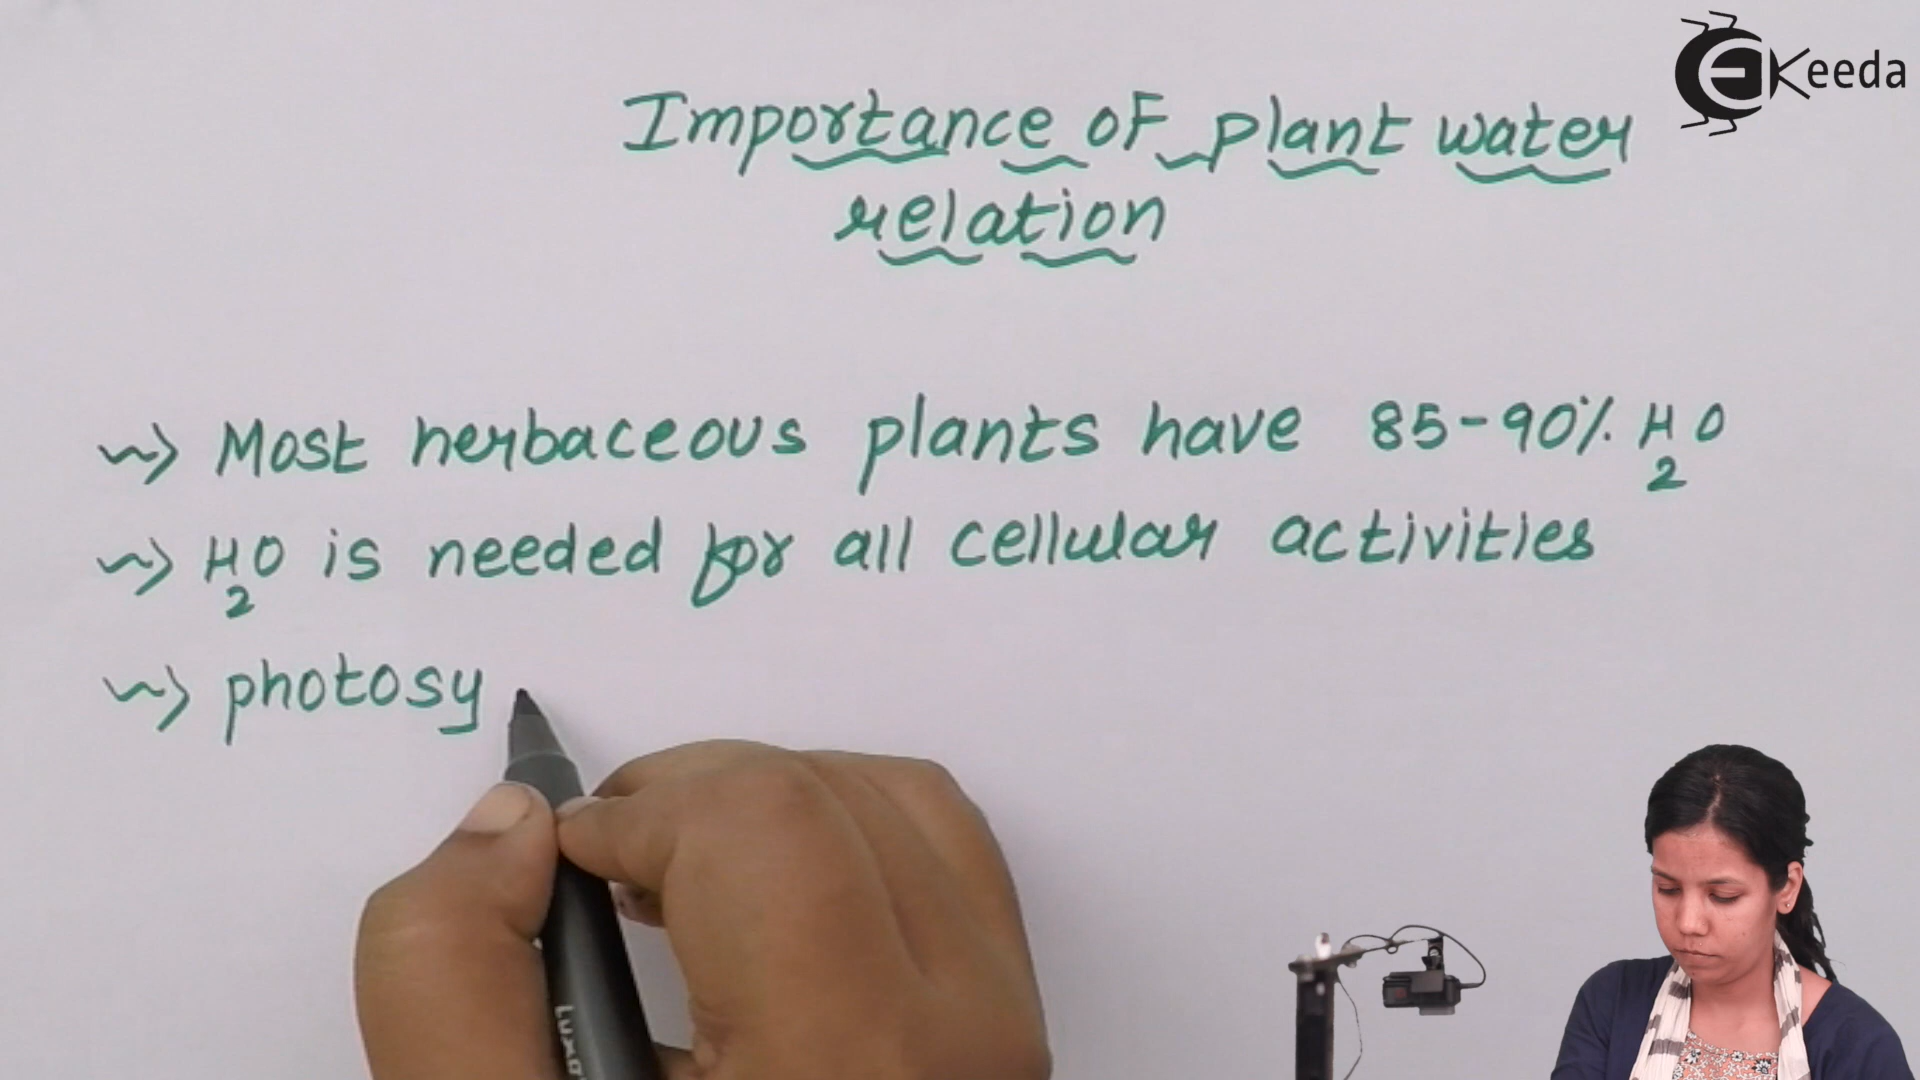 Keeda
Importance of plant water
relation
~> Most herbaceous plants have 85-90% H2O
~> H2O is needed for all cellular activities
~> photosy